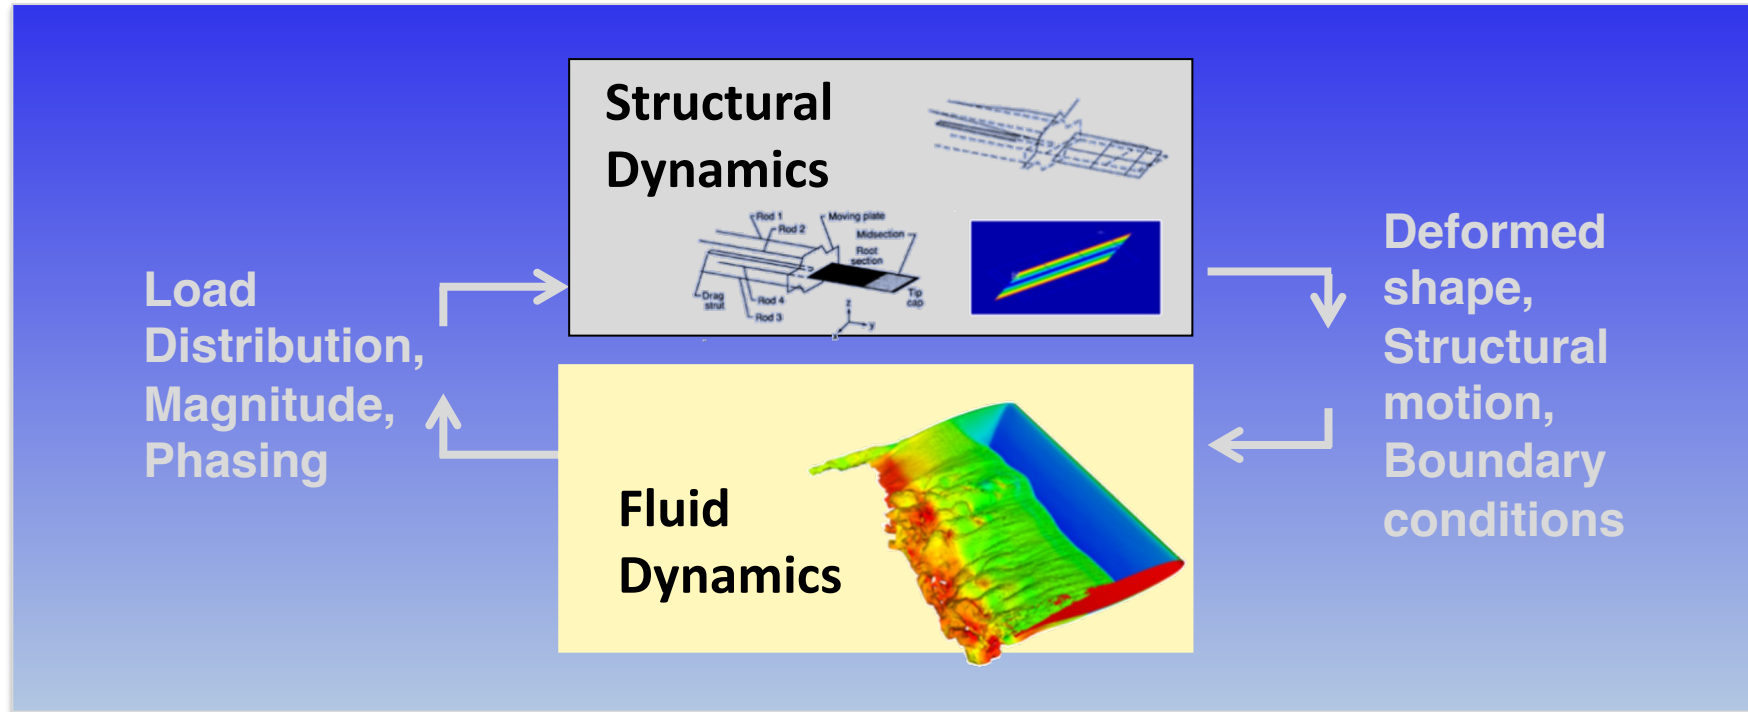 Structural
Dynamics
Rod 1
Rod 2
Moving plate
Midsection
Root
section
Drag
strut
Rod 4
Rod 3
Tip
cap
z
y
Load
Distribution,
Magnitude,
Phasing
Deformed
shape,
Structural
motion,
Boundary
conditions
Fluid
Dynamics